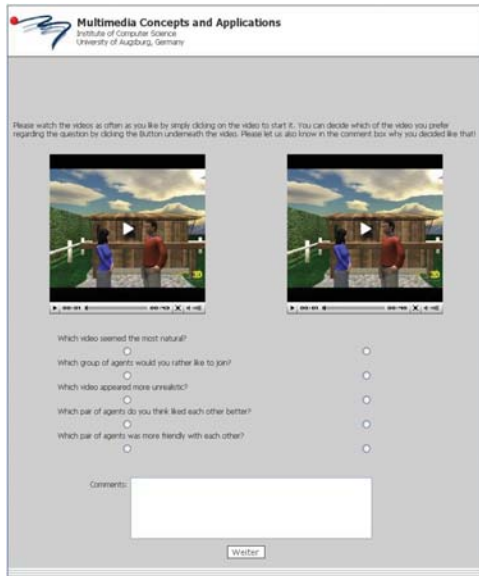 Multimedia Concepts and Applications
Institute of Computer Science
University of Augsburg, Germany
Please watch the videos as often as you like by simply clicking on the video to start it. You can decide which of the video you prefer
regarding the question by clicking the Button underneath the video. Please let us also know in the comment box why you decided like that!
Which video seemed the most natural?
Which group of agents would you rather like to join?
Which video appeared more unrealistic?
Which pair of agents do you think liked each other better?
Which pair of agents was more friendly with each other?
Comments:
Weiter